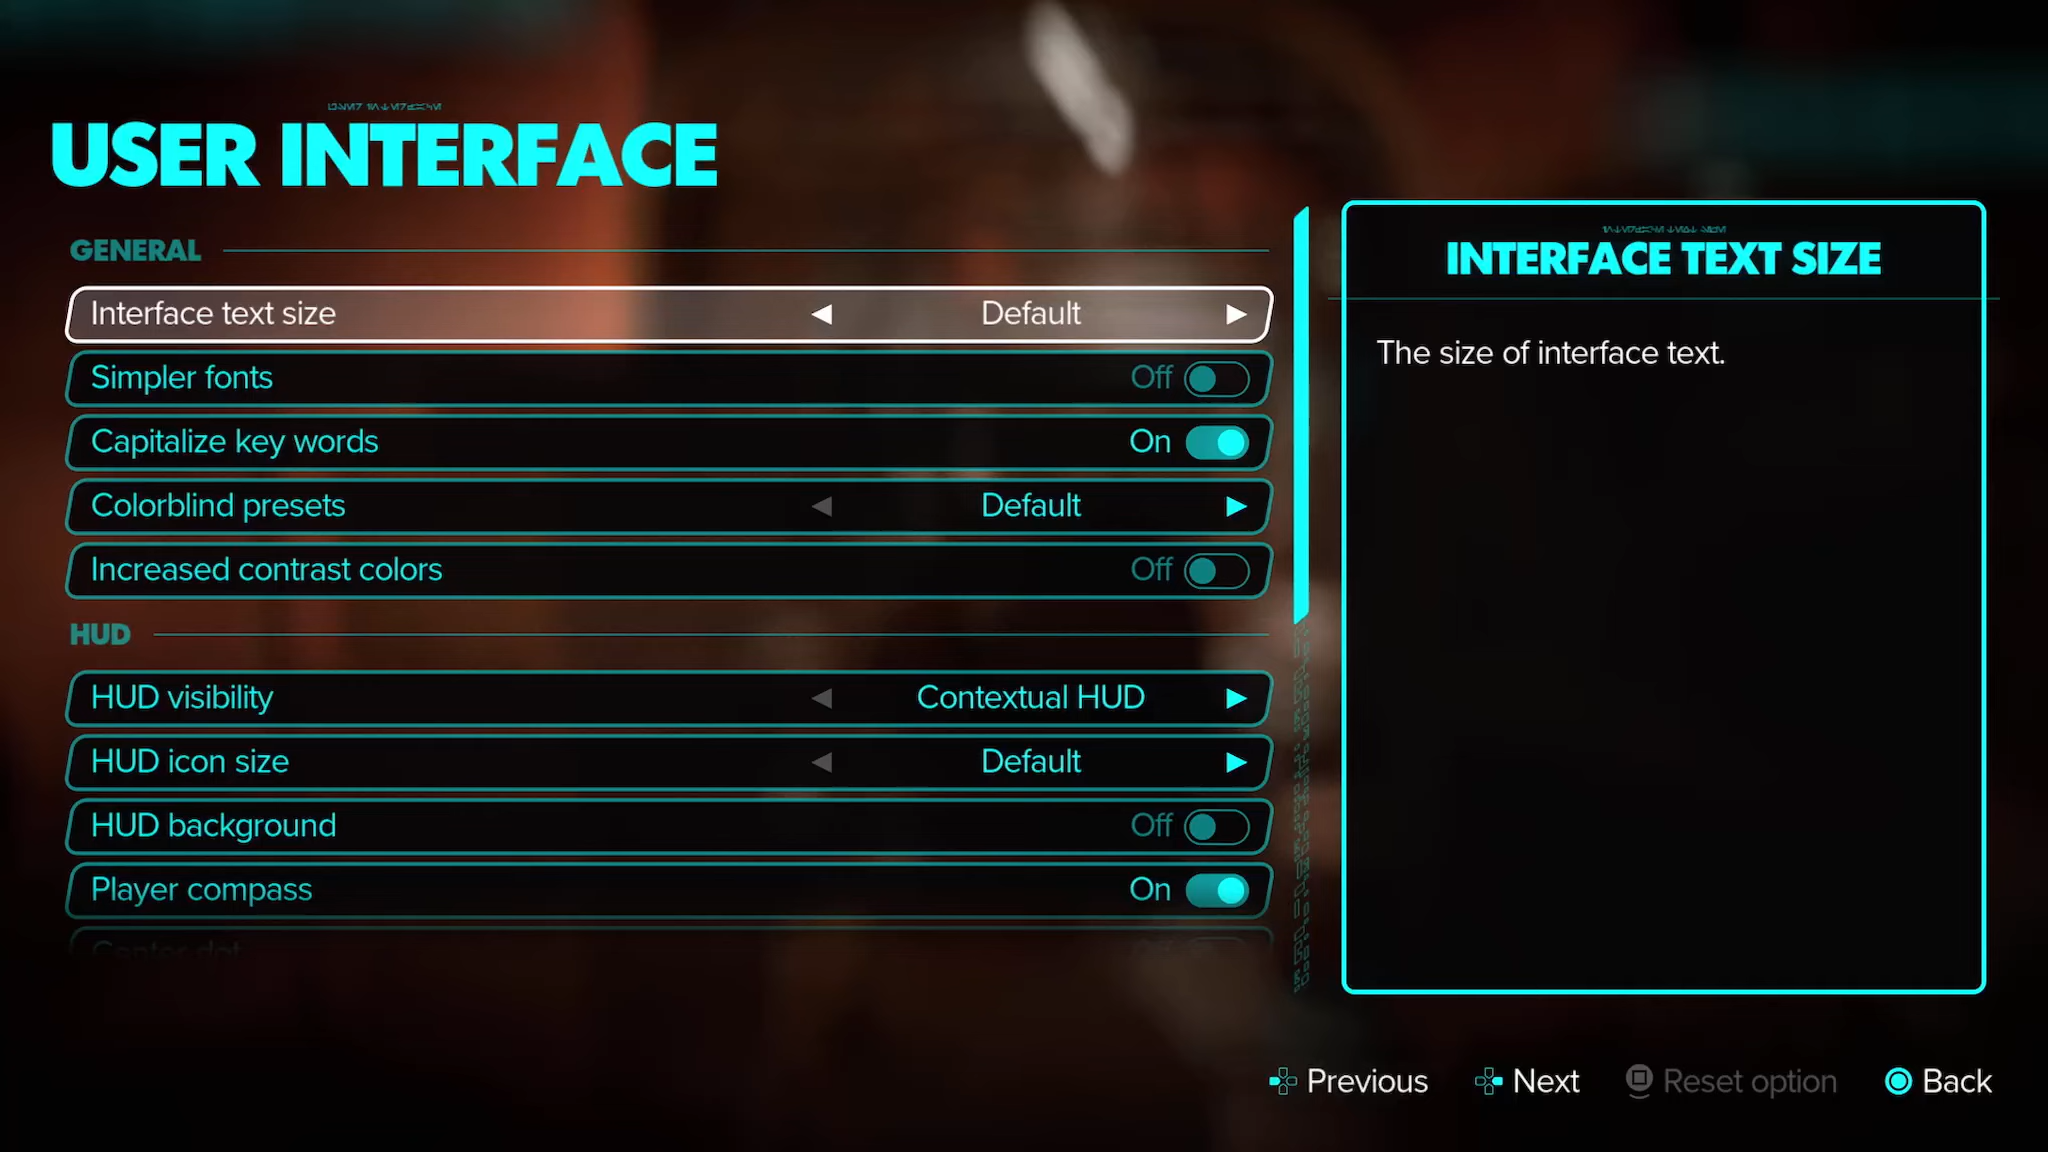 USER INTERFACE
GENERAL
Interface text size Default
Simpler fonts Off
Capitalize key words On
Colorblind presets Default
Increased contrast colors Off
HUD
HUD visibility Contextual HUD
HUD icon size Default
HUD background Off
Player compass On
Center dot
INTERFACE TEXT SIZE
The size of interface text.
Previous Next Reset option Back